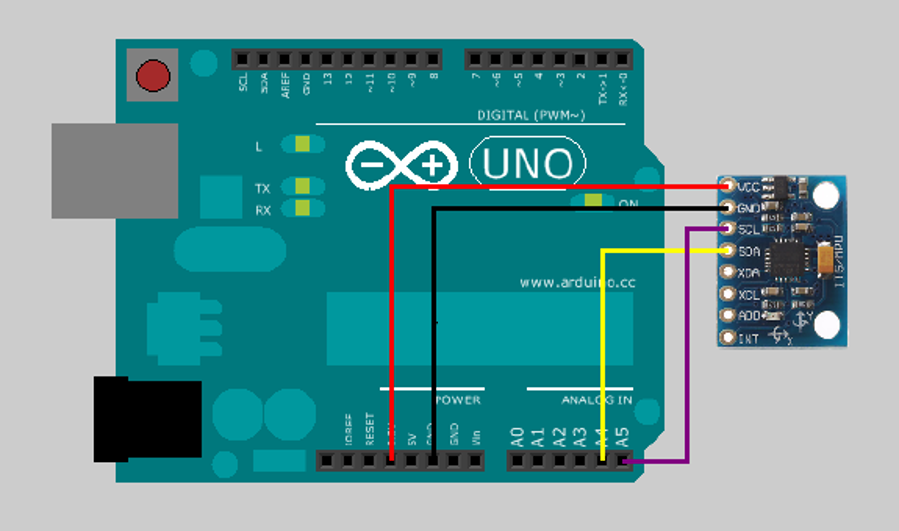 SCL
SDA
AREF
GND
13
12
~11
~10
~9
8
7
~6
~5
4
~3
2
TX->1
RX<-0
DIGITAL (PWM~)
L
TX
RX
UNO
ON
www.arduino.cc
POWER
ANALOG IN
IOREF
RESET
5V
GND
GND
Vin
A0
A1
A2
A3
A4
A5
VCC
GND
SCL
SDA
XDA
XCL
ADD
INT
ITG/MPU
X
Y